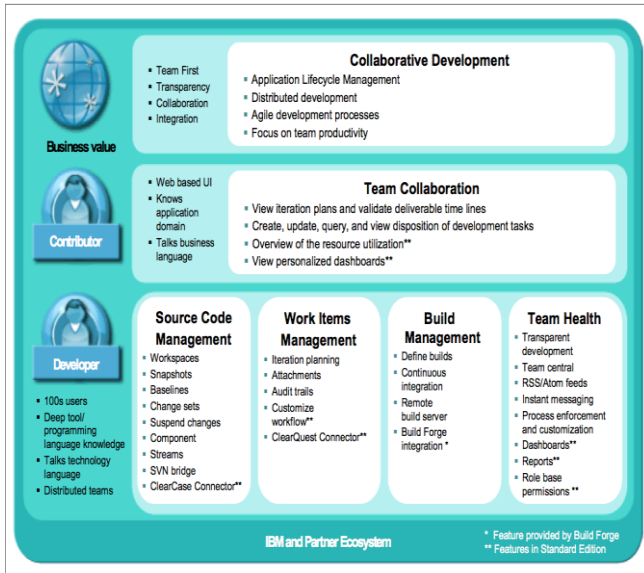 Business value
▪ Team First
▪ Transparency
▪ Collaboration
▪ Integration
Collaborative Development
▪ Application Lifecycle Management
▪ Distributed development
▪ Agile development processes
▪ Focus on team productivity
Contributor
▪ Web based UI
▪ Knows
application
domain
▪ Talks business
language
Team Collaboration
▪ View iteration plans and validate deliverable time lines
▪ Create, update, query, and view disposition of development tasks
▪ Overview of the resource utilization**
▪ View personalized dashboards**
Developer
▪ 100s users
▪ Deep tool/
programming
language knowledge
▪ Talks technology
language
▪ Distributed teams
Source Code
Management
▪ Workspaces
▪ Snapshots
▪ Baselines
▪ Change sets
▪ Suspend changes
▪ Component
▪ Streams
▪ SVN bridge
▪ ClearCase Connector**
Work Items
Management
▪ Iteration planning
▪ Attachments
▪ Audit trails
▪ Customize
workflow**
▪ ClearQuest Connector**
Build
Management
▪ Define builds
▪ Continuous
integration
▪ Remote
build server
▪ Build Forge
integration *
Team Health
▪ Transparent
development
▪ Team central
▪ RSS/Atom feeds
▪ Instant messaging
▪ Process enforcement
and customization
▪ Dashboards**
▪ Reports**
▪ Role base
permissions **
IBM and Partner Ecosystem
* Feature provided by Build Forge
** Features in Standard Edition